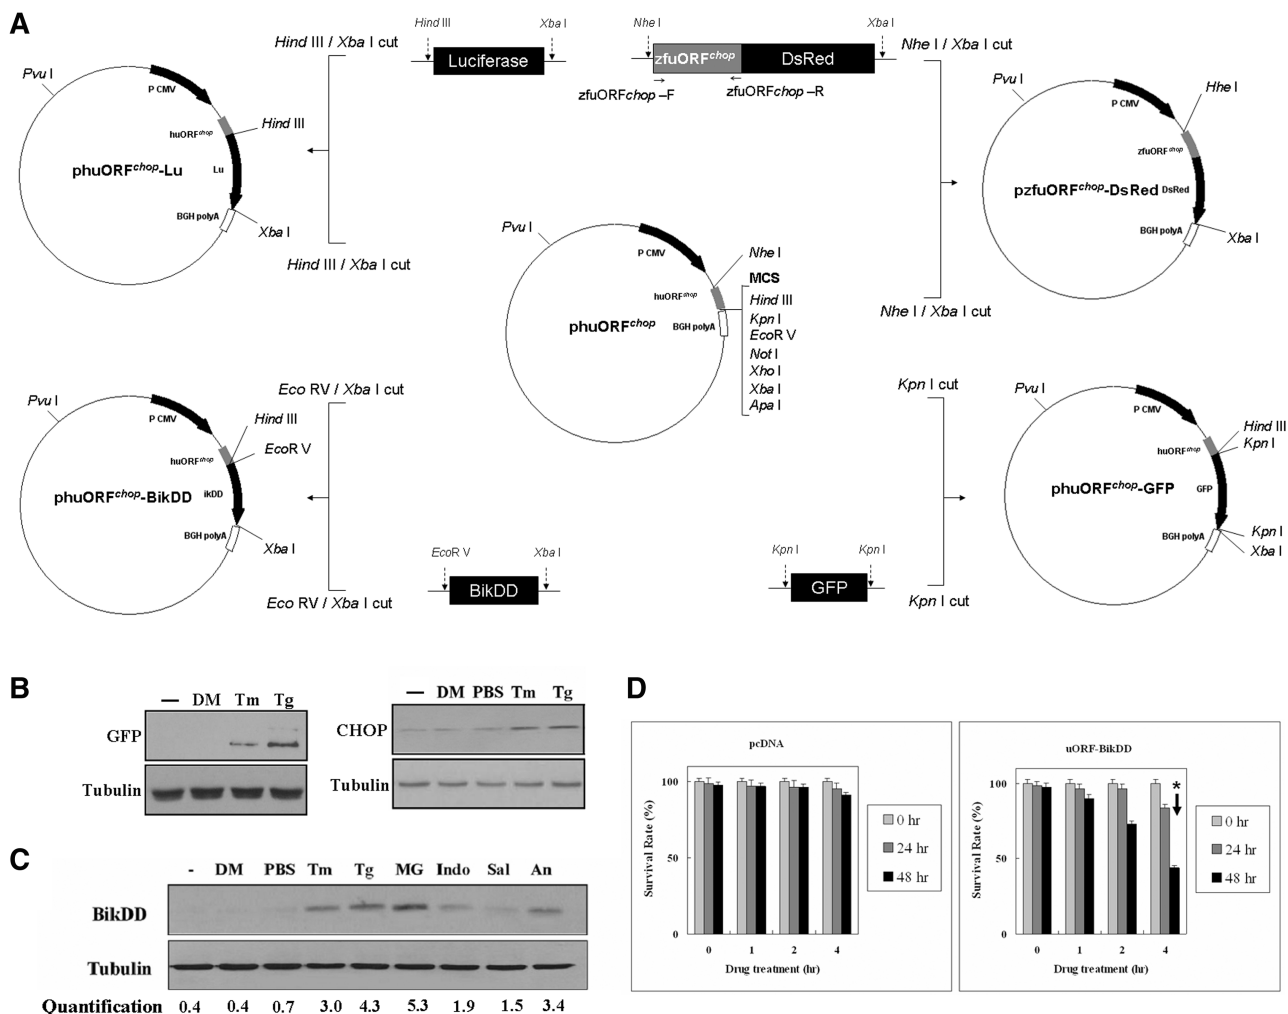 A
Hind III / Xba I cut
Pvu I
P CMV
huORFchop
Hind III
phuORFchop-Lu
Lu
BGH polyA
Xba I
Hind III / Xba I cut
Hind III
Xba I
Luciferase
Nhe I
Xba I
zfuORFchop
DsRed
zfuORFchop –F
zfuORFchop –R
Nhe I / Xba I cut
Pvu I
P CMV
Hhe I
zfuORFchop
pzfuORFchop-DsRed
DsRed
BGH polyA
Xba I
Nhe I / Xba I cut
Pvu I
P CMV
Nhe I
huORFchop
MCS
Hind III
phuORFchop
BGH polyA
Kpn I
EcoR V
Not I
Xho I
Xba I
Apa I
Eco RV / Xba I cut
Pvu I
P CMV
Hind III
huORFchop
EcoR V
phuORFchop-BikDD
ikDD
BGH polyA
Xba I
Eco RV / Xba I cut
EcoR V
Xba I
BikDD
Kpn I cut
Pvu I
P CMV
Hind III
Kpn I
huORFchop
phuORFchop-GFP
GFP
BGH polyA
Kpn I
Xba I
Kpn I
Kpn I
GFP
Kpn I cut
B
— DM Tm Tg
GFP
Tubulin
— DM PBS Tm Tg
CHOP
Tubulin
C
- DM PBS Tm Tg MG Indo Sal An
BikDD
Tubulin
Quantification 0.4 0.4 0.7 3.0 4.3 5.3 1.9 1.5 3.4
D
pcDNA
Survival Rate (%)
100
50
0
0 1 2 4
Drug treatment (hr)
0 hr
24 hr
48 hr
uORF-BikDD
Survival Rate (%)
100
50
0
*
0 1 2 4
Drug treatment (hr)
0 hr
24 hr
48 hr